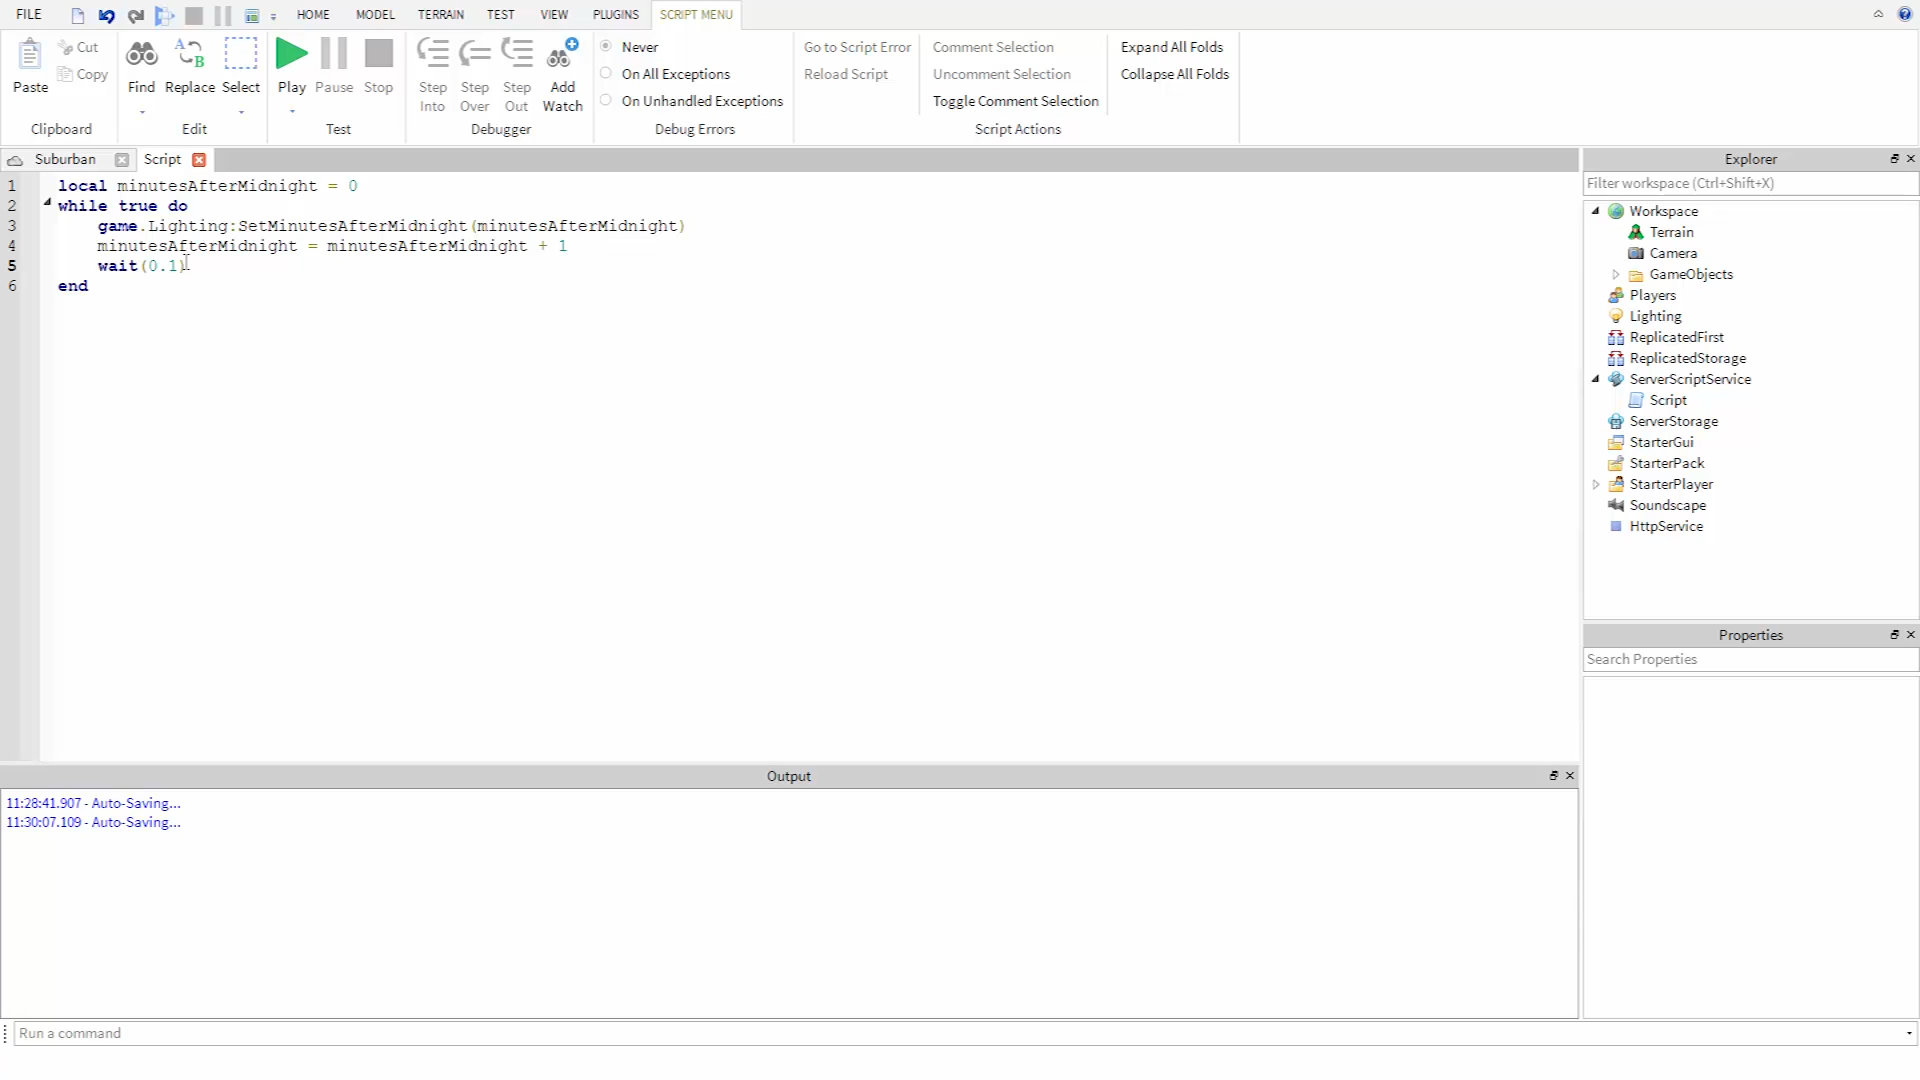 FILE HOME MODEL TERRAIN TEST VIEW PLUGINS SCRIPT MENU
Paste
Cut
Copy
Clipboard
Find
Replace
Select
Edit
Play
Pause
Stop
Test
Step Into
Step Over
Step Out
Add Watch
Debugger
Never
On All Exceptions
On Unhandled Exceptions
Debug Errors
Go to Script Error
Reload Script
Comment Selection
Uncomment Selection
Toggle Comment Selection
Script Actions
Expand All Folds
Collapse All Folds
Suburban Script
1 local minutesAfterMidnight = 0
2 while true do
3 game.Lighting:SetMinutesAfterMidnight(minutesAfterMidnight)
4 minutesAfterMidnight = minutesAfterMidnight + 1
5 wait(0.1)
6 end
Explorer
Filter workspace (Ctrl+Shift+X)
Workspace
Terrain
Camera
GameObjects
Players
Lighting
ReplicatedFirst
ReplicatedStorage
ServerScriptService
Script
ServerStorage
StarterGui
StarterPack
StarterPlayer
Soundscape
HttpService
Properties
Search Properties
Output
11:28:41.907 - Auto-Saving...
11:30:07.109 - Auto-Saving...
Run a command